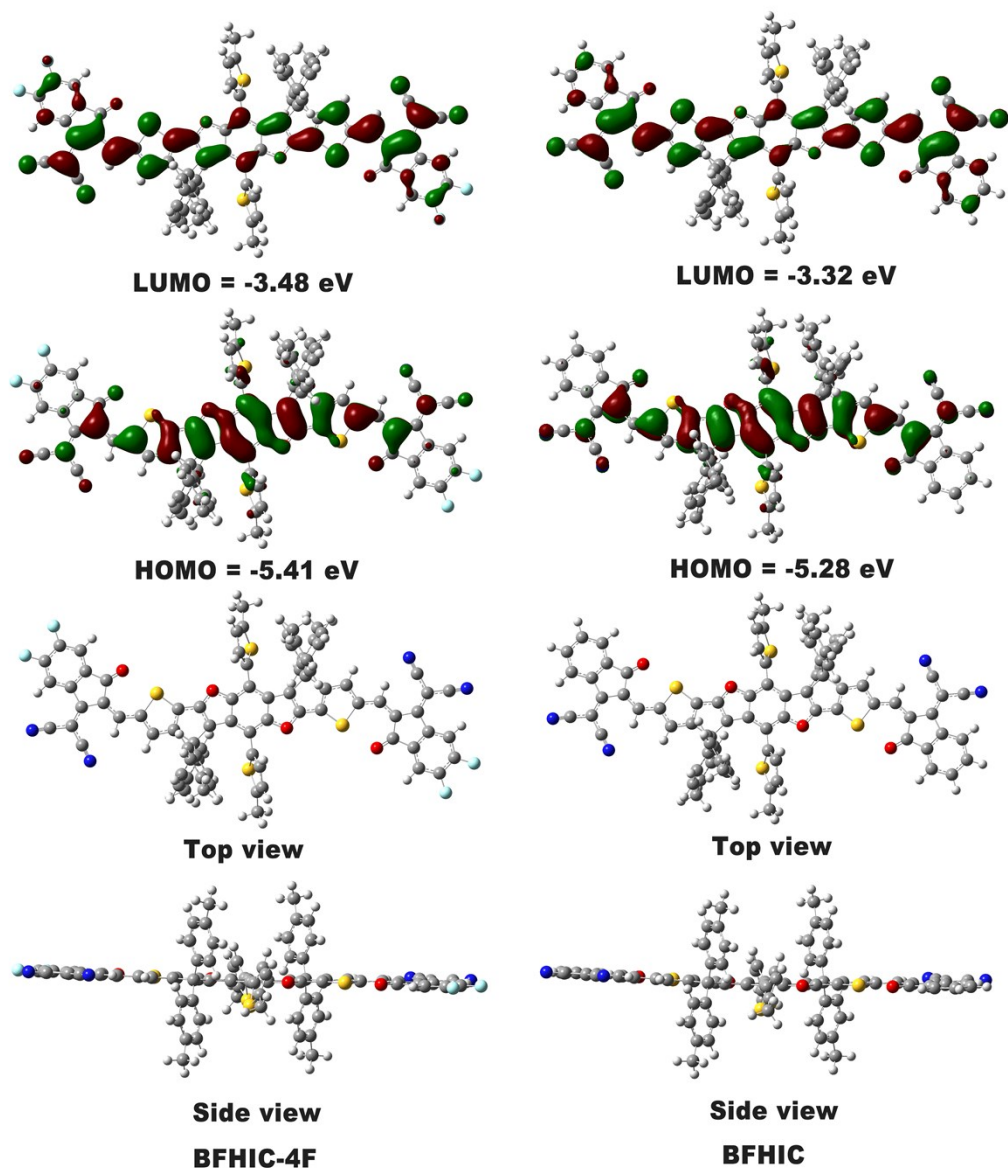 LUMO = -3.48 eV
LUMO = -3.32 eV
HOMO = -5.41 eV
HOMO = -5.28 eV
Top view
Top view
Side view
Side view
BFHIC-4F
BFHIC